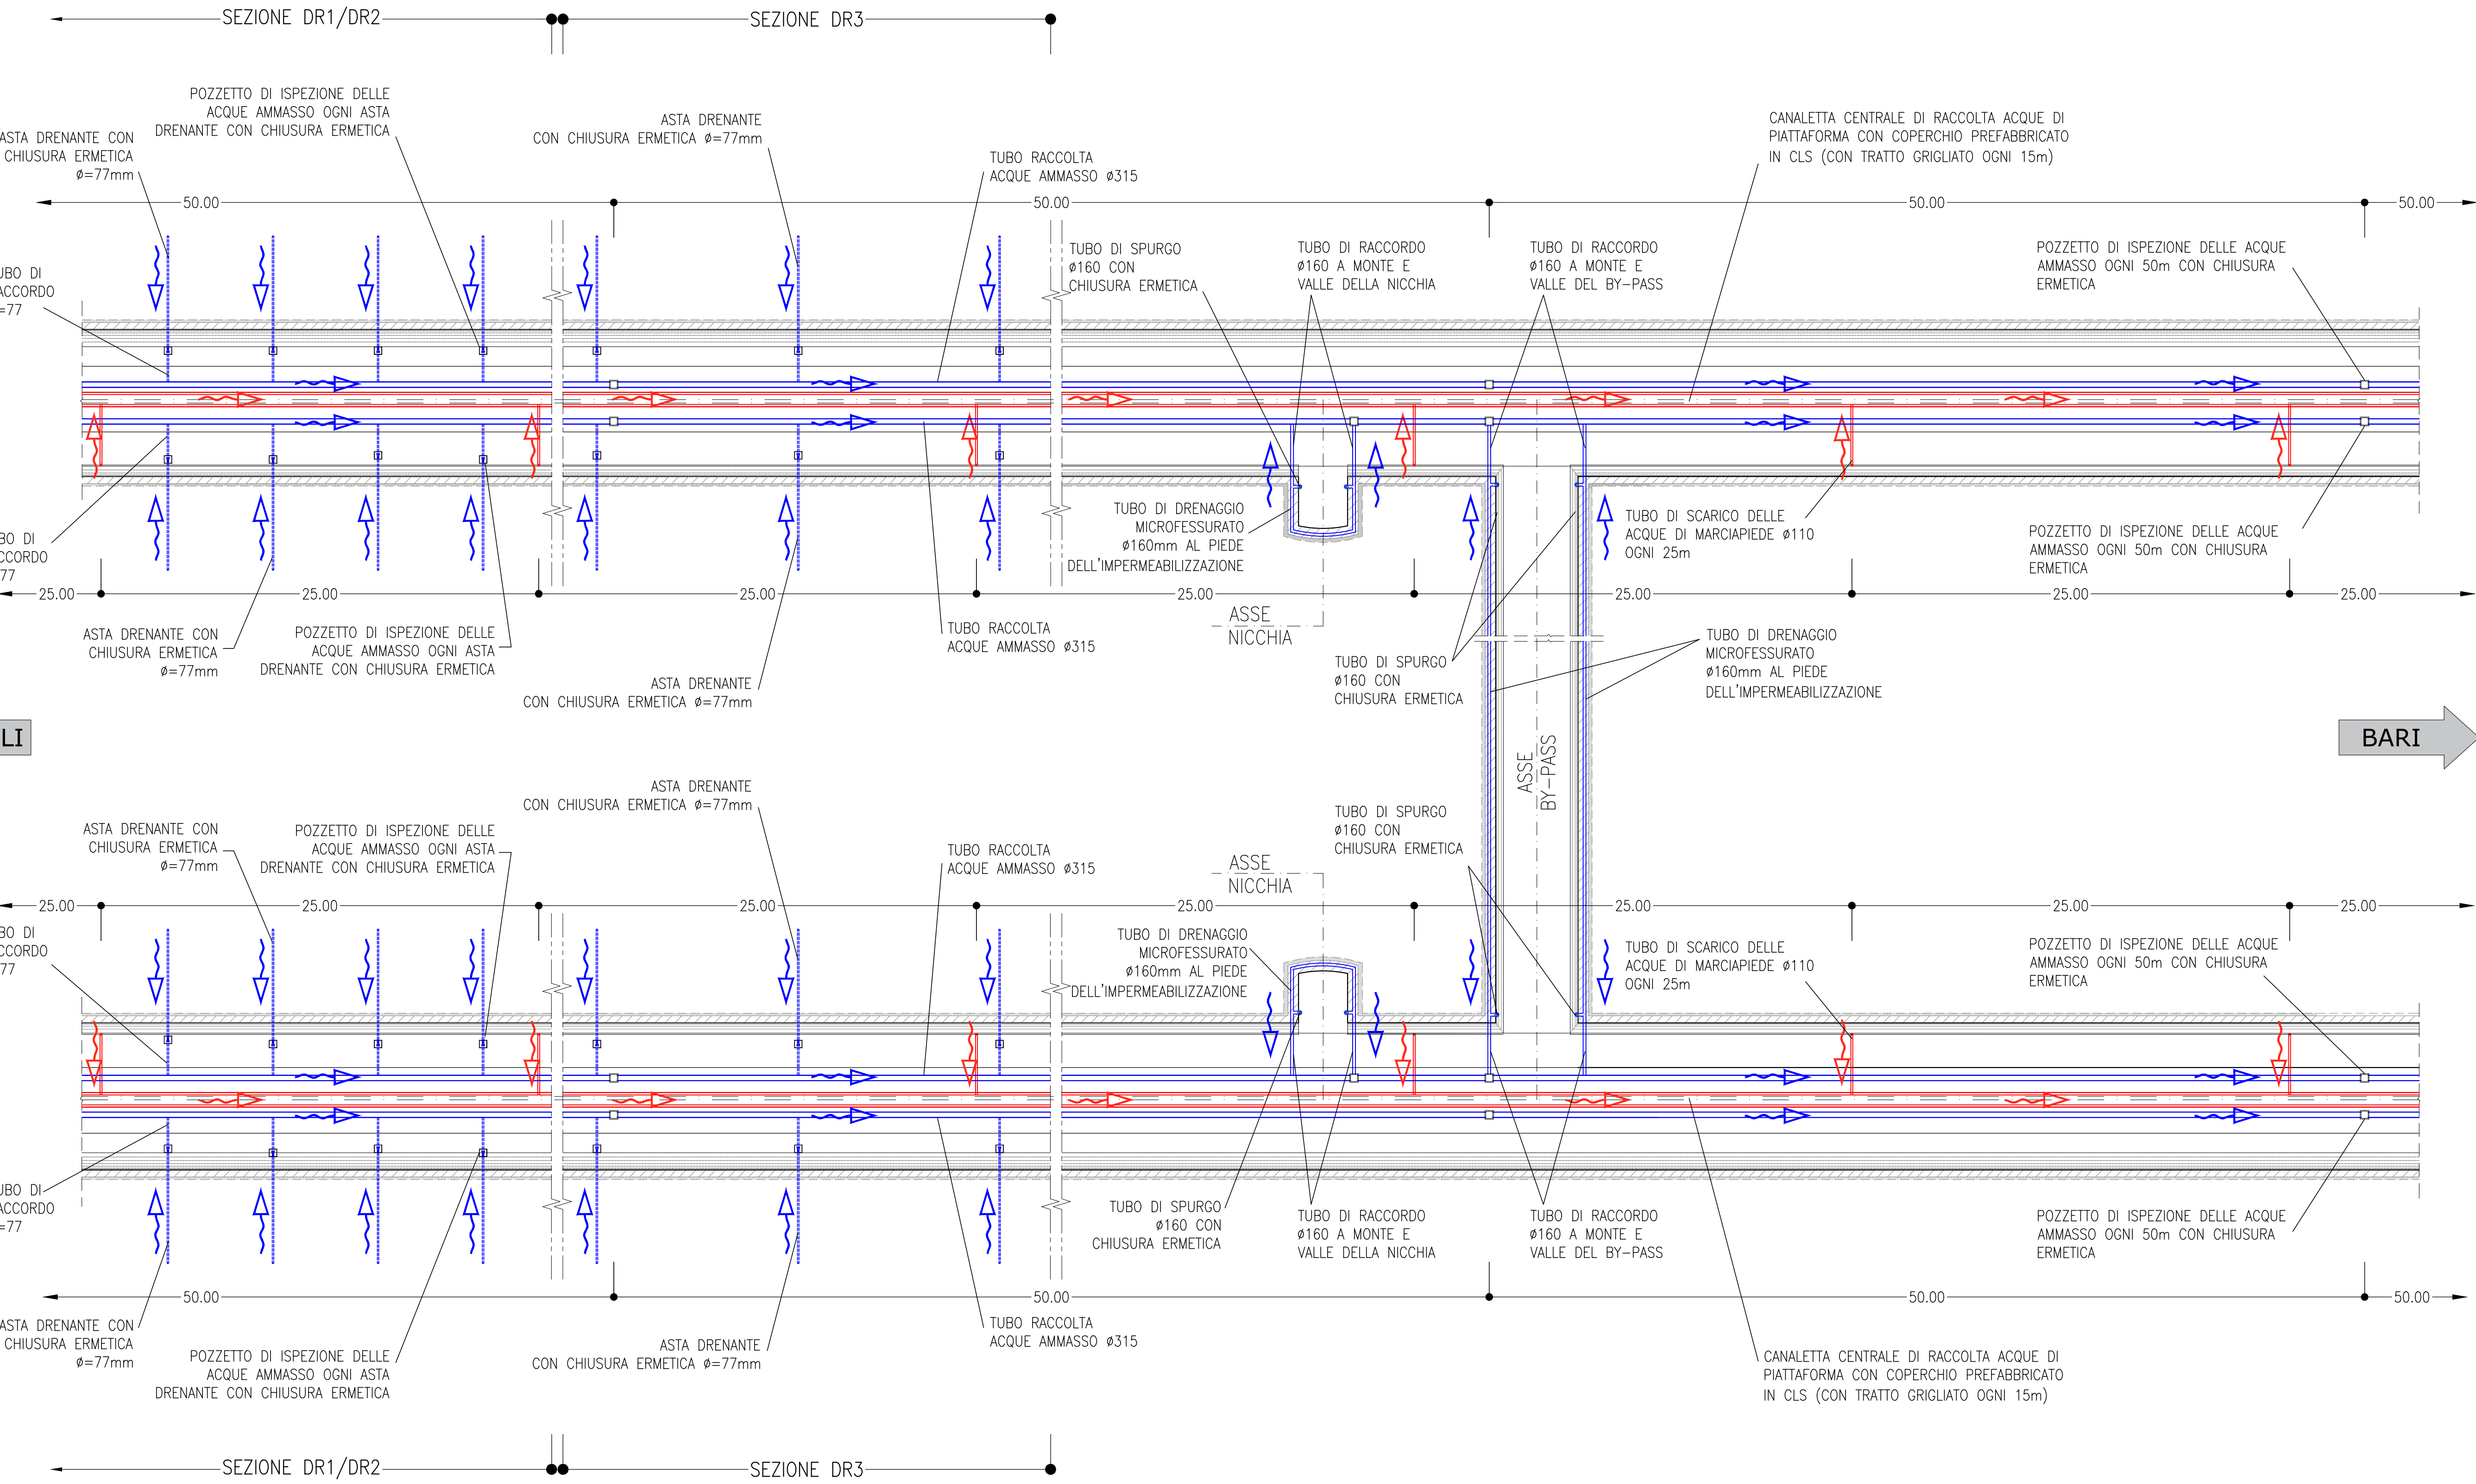 SEZIONE DR1/DR2
SEZIONE DR3
POZZETTO DI ISPEZIONE DELLE
ACQUE AMMASSO OGNI ASTA
DRENANTE CON CHIUSURA ERMETICA
ASTA DRENANTE CON
CHIUSURA ERMETICA
ø=77mm
ASTA DRENANTE
CON CHIUSURA ERMETICA ø=77mm
TUBO RACCOLTA
ACQUE AMMASSO ø315
CANALETTA CENTRALE DI RACCOLTA ACQUE DI
PIATTAFORMA CON COPERCHIO PREFABBRICATO
IN CLS (CON TRATTO GRIGLIATO OGNI 15m)
50.00
50.00
50.00
50.00
UBO DI
ACCORDO
=77
TUBO DI SPURGO
ø160 CON
CHIUSURA ERMETICA
TUBO DI RACCORDO
ø160 A MONTE E
VALLE DELLA NICCHIA
TUBO DI RACCORDO
ø160 A MONTE E
VALLE DEL BY-PASS
POZZETTO DI ISPEZIONE DELLE ACQUE
AMMASSO OGNI 50m CON CHIUSURA
ERMETICA
BO DI
CCORDO
77
TUBO DI DRENAGGIO
MICROFESSURATO
ø160mm AL PIEDE
DELL'IMPERMEABILIZZAZIONE
TUBO DI SCARICO DELLE
ACQUE DI MARCIAPIEDE ø110
OGNI 25m
POZZETTO DI ISPEZIONE DELLE ACQUE
AMMASSO OGNI 50m CON CHIUSURA
ERMETICA
25.00
25.00
25.00
25.00
25.00
25.00
25.00
ASTA DRENANTE CON
CHIUSURA ERMETICA
ø=77mm
POZZETTO DI ISPEZIONE DELLE
ACQUE AMMASSO OGNI ASTA
DRENANTE CON CHIUSURA ERMETICA
ASTA DRENANTE
CON CHIUSURA ERMETICA ø=77mm
TUBO RACCOLTA
ACQUE AMMASSO ø315
ASSE
NICCHIA
TUBO DI SPURGO
ø160 CON
CHIUSURA ERMETICA
TUBO DI DRENAGGIO
MICROFESSURATO
ø160mm AL PIEDE
DELL'IMPERMEABILIZZAZIONE
LI
BARI
ASSE
BY-PASS
ASTA DRENANTE
CON CHIUSURA ERMETICA ø=77mm
ASTA DRENANTE CON
CHIUSURA ERMETICA
ø=77mm
POZZETTO DI ISPEZIONE DELLE
ACQUE AMMASSO OGNI ASTA
DRENANTE CON CHIUSURA ERMETICA
TUBO RACCOLTA
ACQUE AMMASSO ø315
ASSE
NICCHIA
TUBO DI SPURGO
ø160 CON
CHIUSURA ERMETICA
25.00
25.00
25.00
25.00
25.00
25.00
25.00
BO DI
CCORDO
77
TUBO DI DRENAGGIO
MICROFESSURATO
ø160mm AL PIEDE
DELL'IMPERMEABILIZZAZIONE
TUBO DI SCARICO DELLE
ACQUE DI MARCIAPIEDE ø110
OGNI 25m
POZZETTO DI ISPEZIONE DELLE ACQUE
AMMASSO OGNI 50m CON CHIUSURA
ERMETICA
UBO DI
ACCORDO
=77
TUBO DI SPURGO
ø160 CON
CHIUSURA ERMETICA
TUBO DI RACCORDO
ø160 A MONTE E
VALLE DELLA NICCHIA
TUBO DI RACCORDO
ø160 A MONTE E
VALLE DEL BY-PASS
POZZETTO DI ISPEZIONE DELLE ACQUE
AMMASSO OGNI 50m CON CHIUSURA
ERMETICA
50.00
50.00
50.00
50.00
ASTA DRENANTE CON
CHIUSURA ERMETICA
ø=77mm
POZZETTO DI ISPEZIONE DELLE
ACQUE AMMASSO OGNI ASTA
DRENANTE CON CHIUSURA ERMETICA
ASTA DRENANTE
CON CHIUSURA ERMETICA ø=77mm
TUBO RACCOLTA
ACQUE AMMASSO ø315
CANALETTA CENTRALE DI RACCOLTA ACQUE DI
PIATTAFORMA CON COPERCHIO PREFABBRICATO
IN CLS (CON TRATTO GRIGLIATO OGNI 15m)
SEZIONE DR1/DR2
SEZIONE DR3